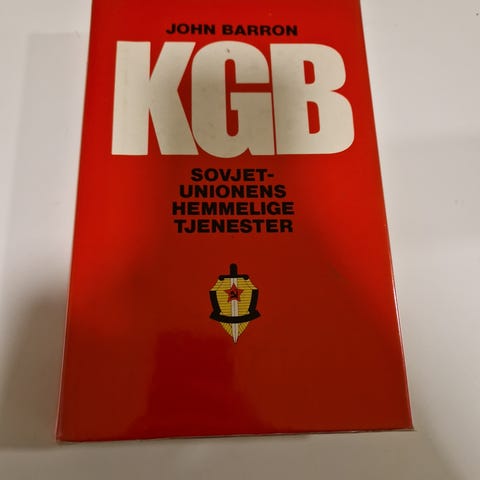 JOHN BARRON
KGB
SOVJET-
UNIONENS
HEMMELIGE
TJENESTER